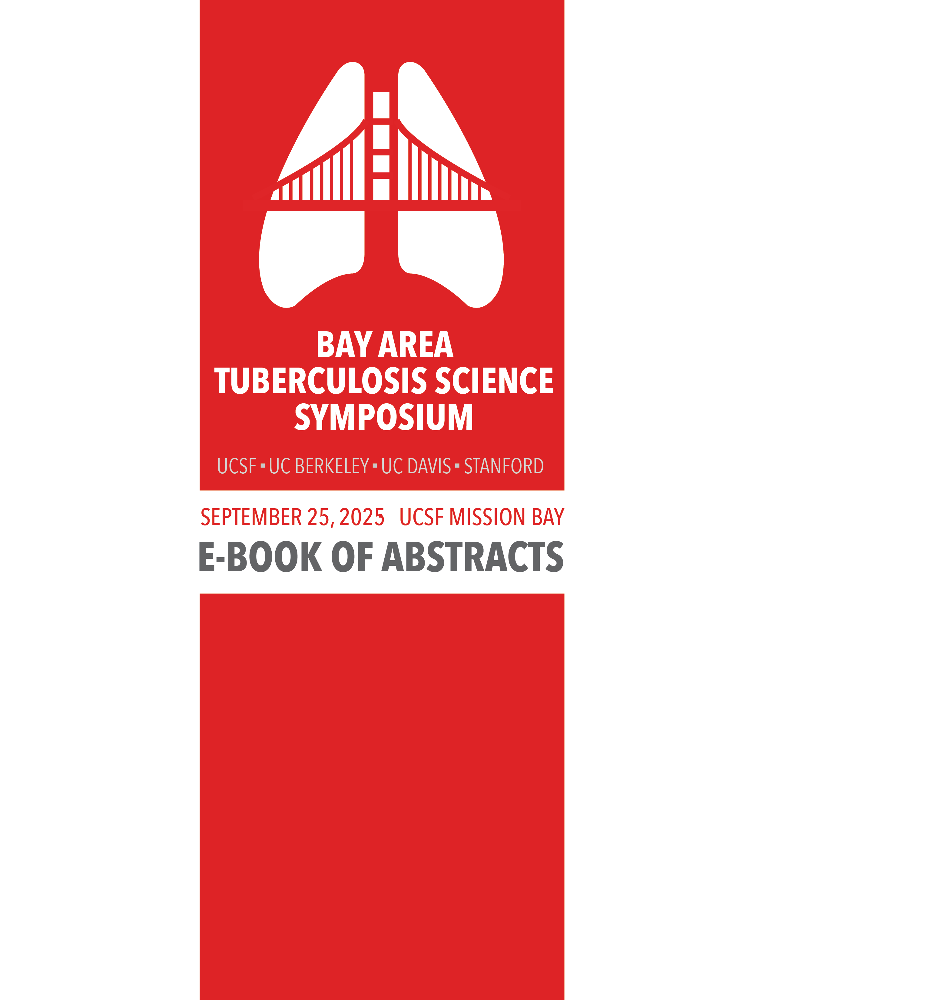 BAY AREA
TUBERCULOSIS SCIENCE
SYMPOSIUM
UCSF ▪ UC BERKELEY ▪ UC DAVIS ▪ STANFORD
SEPTEMBER 25, 2025 UCSF MISSION BAY
E-BOOK OF ABSTRACTS